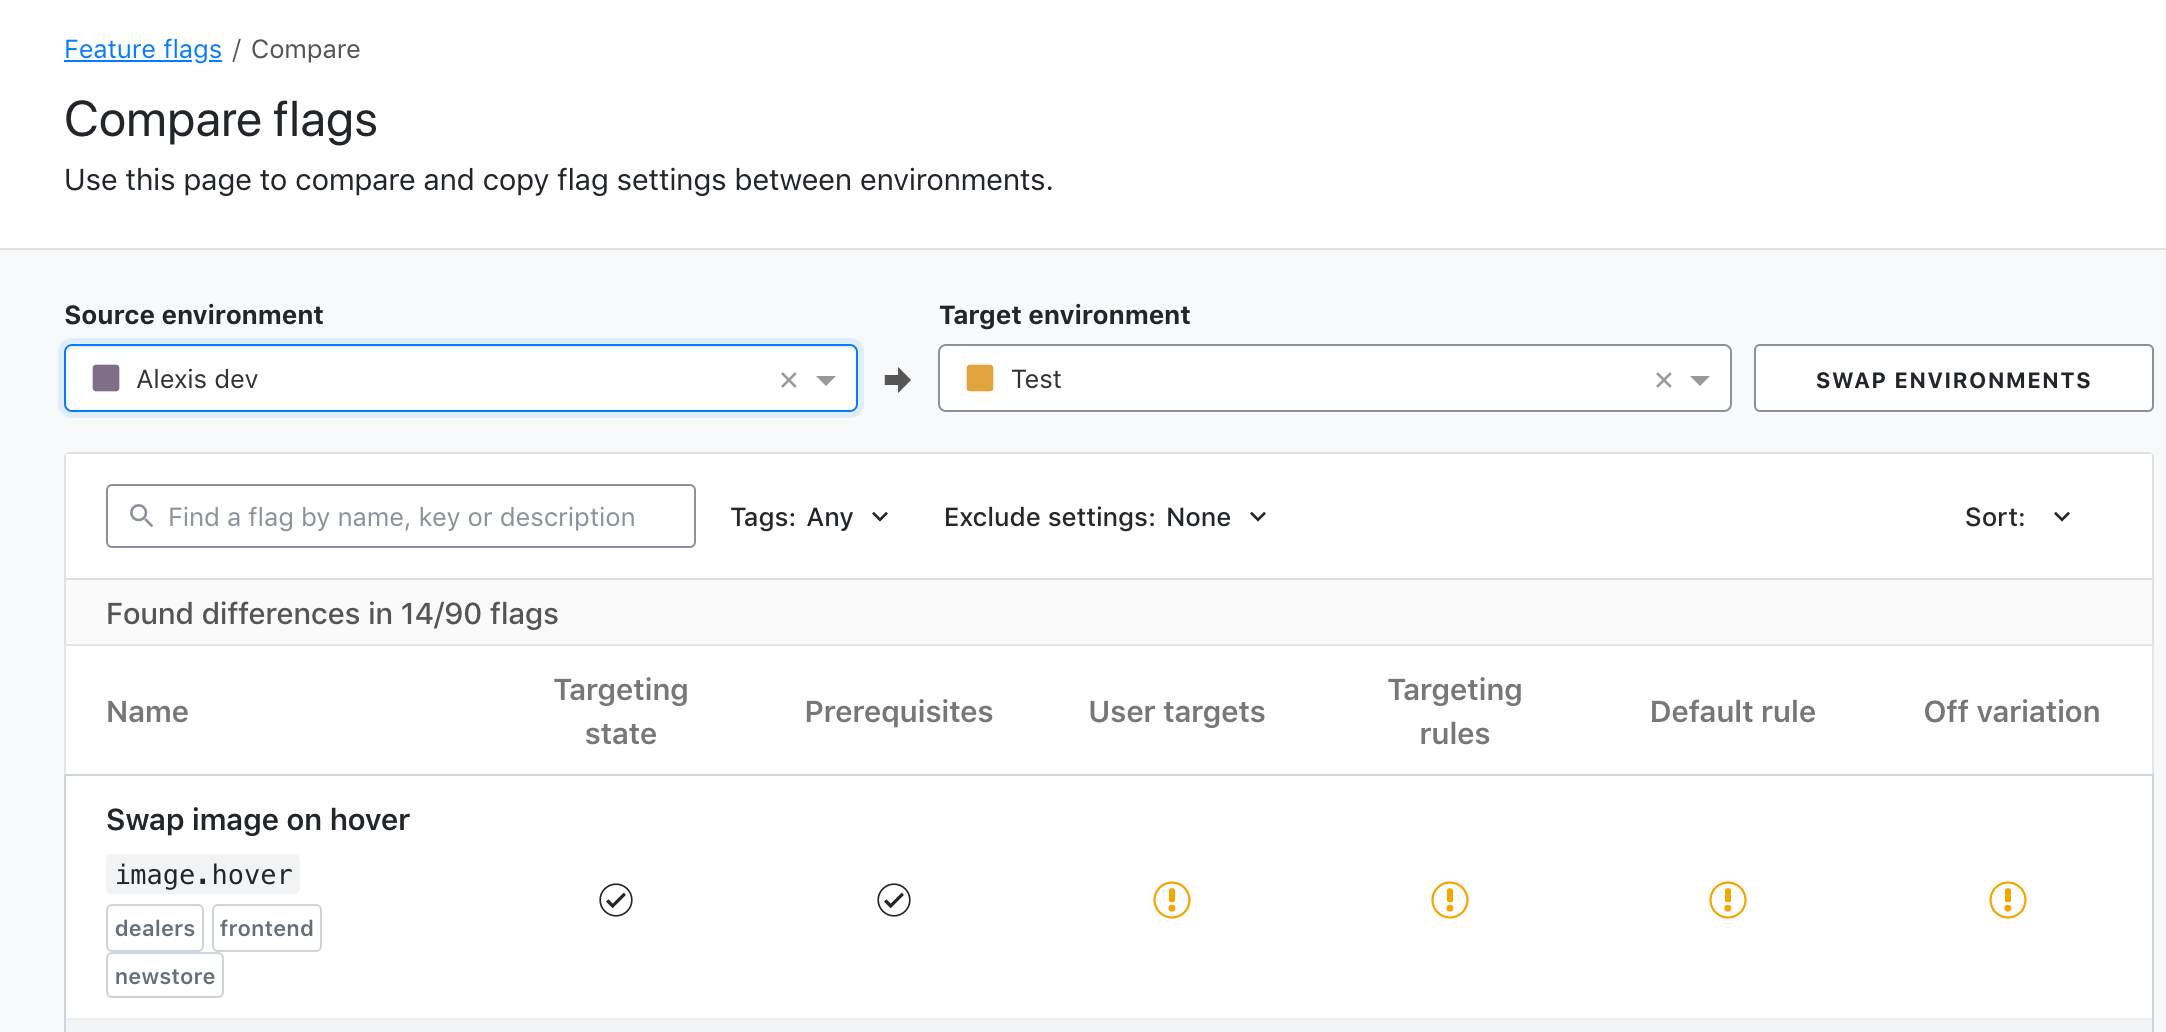 Feature flags / Compare
Compare flags
Use this page to compare and copy flag settings between environments.
Source environment
Target environment
Alexis dev
Test
SWAP ENVIRONMENTS
Find a flag by name, key or description
Tags: Any
Exclude settings: None
Sort:
Found differences in 14/90 flags
Name
Targeting
state
Prerequisites
User targets
Targeting
rules
Default rule
Off variation
Swap image on hover
image.hover
dealers
frontend
newstore